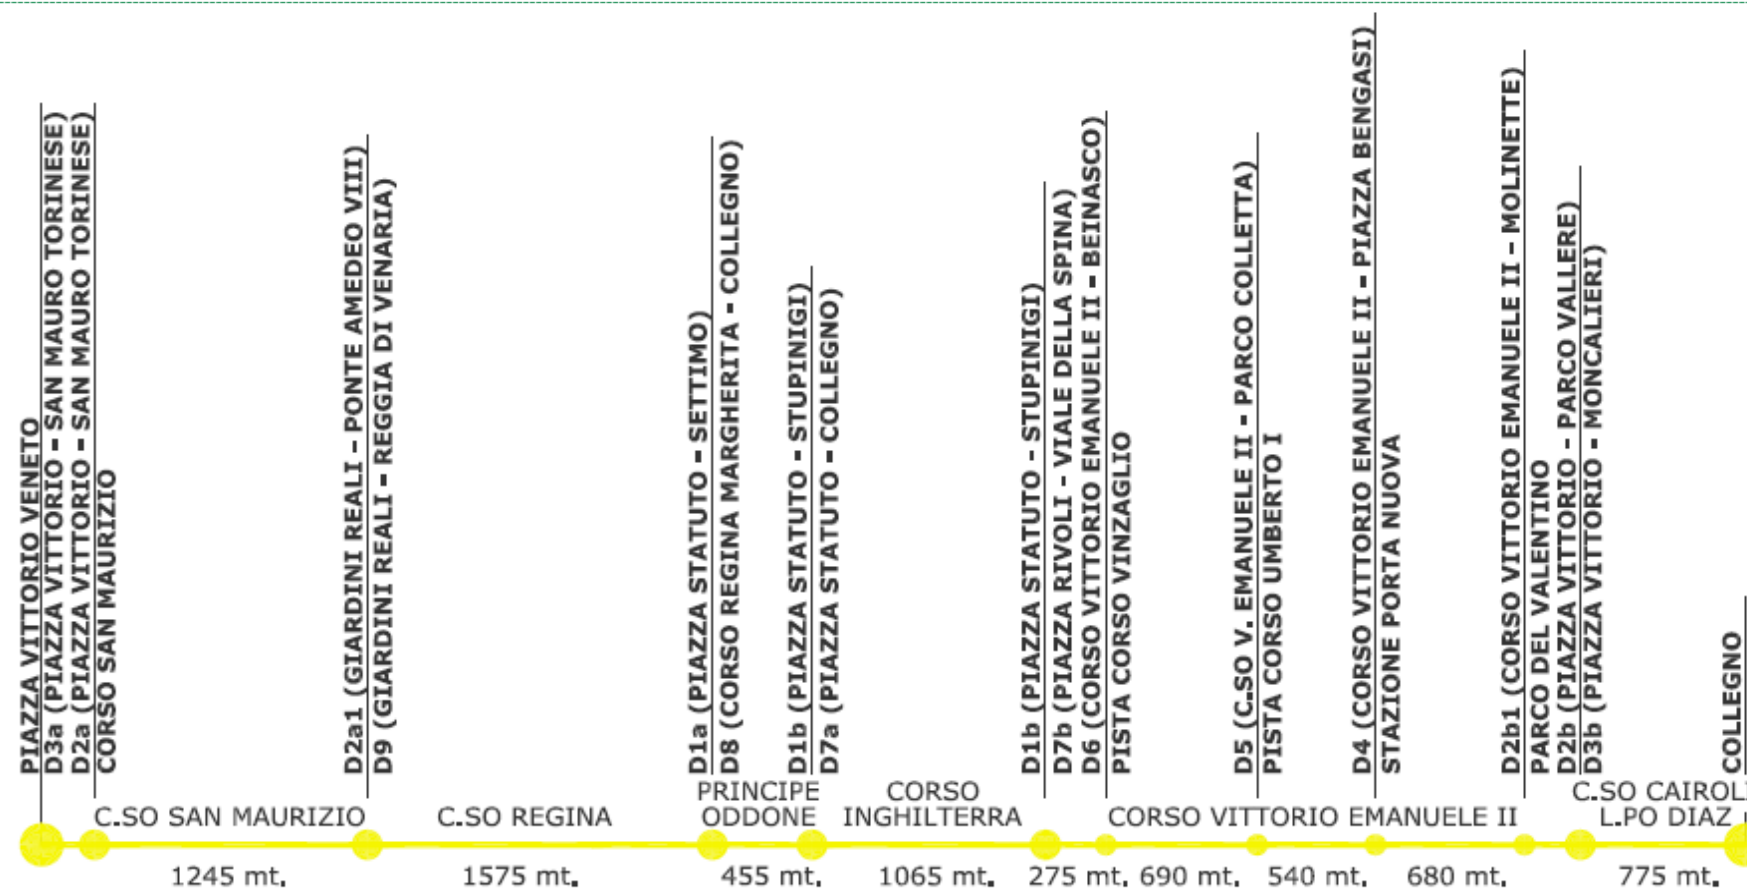 PIAZZA VITTORIO VENETO
D3a (PIAZZA VITTORIO - SAN MAURO TORINESE)
D2a (PIAZZA VITTORIO - SAN MAURO TORINESE)
CORSO SAN MAURIZIO
D2a1 (GIARDINI REALI - PONTE AMEDEO VIII)
D9 (GIARDINI REALI - REGGIA DI VENARIA)
D1a (PIAZZA STATUTO - SETTIMO)
D8 (CORSO REGINA MARGHERITA - COLLEGNO)
D1b (PIAZZA STATUTO - STUPINIGI)
D7a (PIAZZA STATUTO - COLLEGNO)
D1b (PIAZZA STATUTO - STUPINIGI)
D7b (PIAZZA RIVOLI - VIALE DELLA SPINA)
D6 (CORSO VITTORIO EMANUELE II - BEINASCO)
PISTA CORSO VINZAGLIO
D5 (C.SO V. EMANUELE II - PARCO COLLETTA)
PISTA CORSO UMBERTO I
D4 (CORSO VITTORIO EMANUELE II - PIAZZA BENGASI)
STAZIONE PORTA NUOVA
D2b1 (CORSO VITTORIO EMANUELE II - MOLINETTE)
PARCO DEL VALENTINO
D2b (PIAZZA VITTORIO - PARCO VALLERE)
D3b (PIAZZA VITTORIO - MONCALIERI)
COLLEGNO
C.SO SAN MAURIZIO
C.SO REGINA
PRINCIPE
ODDONE
CORSO
INGHILTERRA
CORSO VITTORIO EMANUELE II
C.SO CAIROLI
L.PO DIAZ -
1245 mt.
1575 mt.
455 mt.
1065 mt.
275 mt.
690 mt.
540 mt.
680 mt.
775 mt.